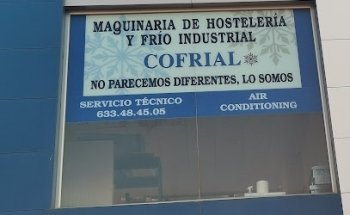 MAQUINARIA DE HOSTELERÍA
Y FRÍO INDUSTRIAL
COFRIAL
NO PARECEMOS DIFERENTES, LO SOMOS
SERVICIO TÉCNICO
633.48.45.05
AIR
CONDITIONING